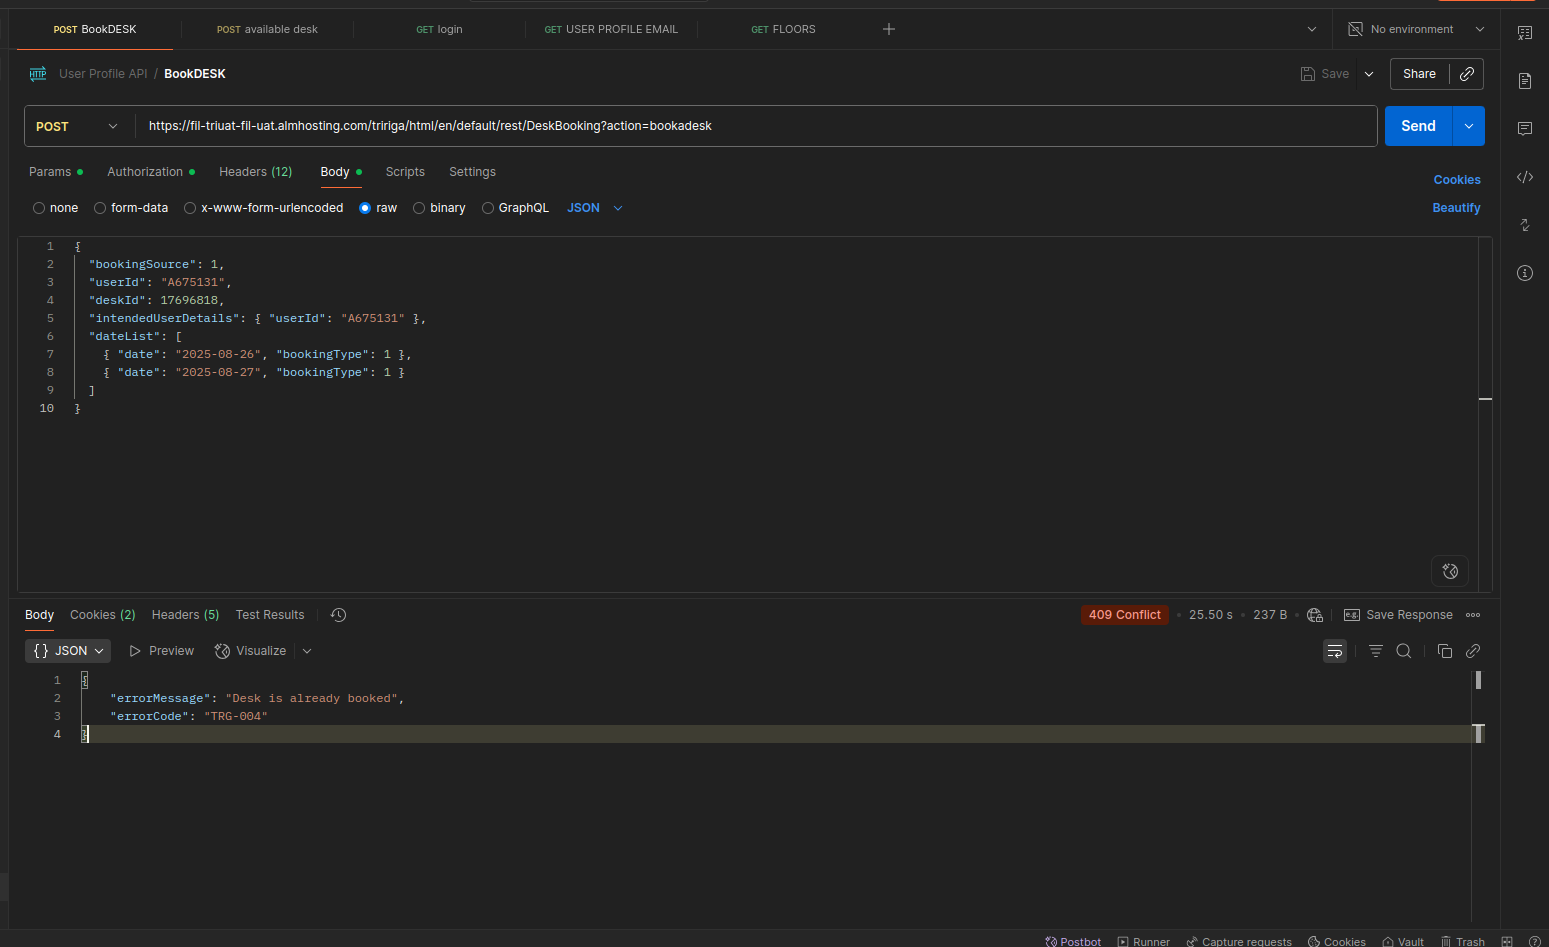 POST BookDESK
POST available desk
GET login
GET USER PROFILE EMAIL
GET FLOORS
No environment
HTTP User Profile API / BookDESK
Save
Share
POST
https://fil-triuat-fil-uat.almhosting.com/tririga/html/en/default/rest/DeskBooking?action=bookadesk
Send
Params Authorization Headers (12) Body Scripts Settings
Cookies
none form-data x-www-form-urlencoded raw binary GraphQL JSON
Beautify
1 {
2 "bookingSource": 1,
3 "userId": "A675131",
4 "deskId": 17696818,
5 "intendedUserDetails": { "userId": "A675131" },
6 "dateList": [
7 { "date": "2025-08-26", "bookingType": 1 },
8 { "date": "2025-08-27", "bookingType": 1 }
9 ]
10 }
Body Cookies (2) Headers (5) Test Results
409 Conflict • 25.50 s • 237 B • e.g. Save Response
{} JSON Preview Visualize
1 {
2 "errorMessage": "Desk is already booked",
3 "errorCode": "TRG-004"
4 }
Postbot Runner Capture requests Cookies Vault Trash